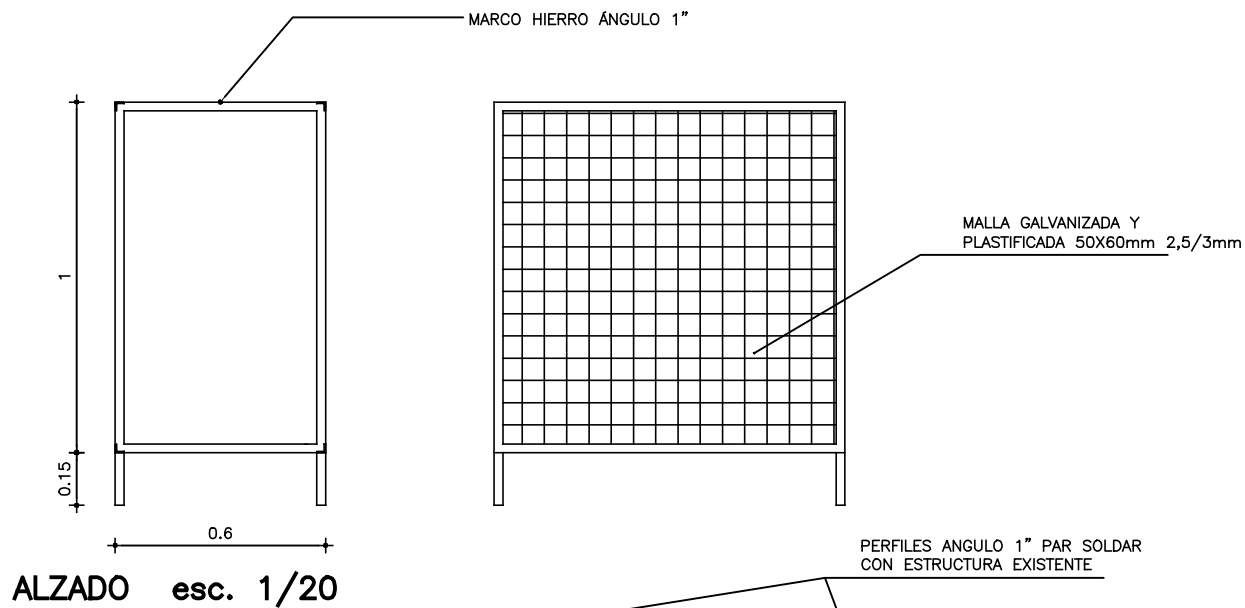 MARCO HIERRO ÁNGULO 1"
MALLA GALVANIZADA Y
PLASTIFICADA 50X60mm 2,5/3mm
1
0.15
0.6
PERFILES ANGULO 1" PAR SOLDAR
CON ESTRUCTURA EXISTENTE
ALZADO esc. 1/20